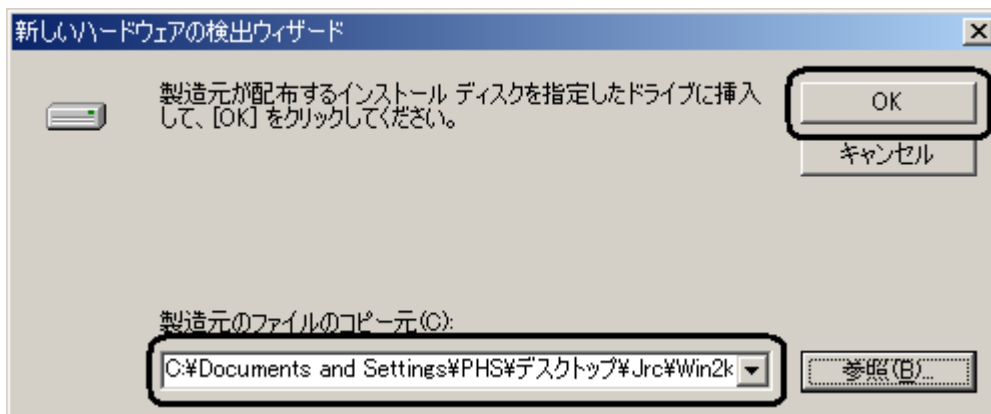 新しいハードウェアの検出ウィザード
製造元が配布するインストール ディスクを指定したドライブに挿入
して、[OK] をクリックしてください。
OK
キャンセル
製造元のファイルのコピー元(C):
C:¥Documents and Settings¥PHS¥デスクトップ¥Jrc¥Win2k
参照(B)...